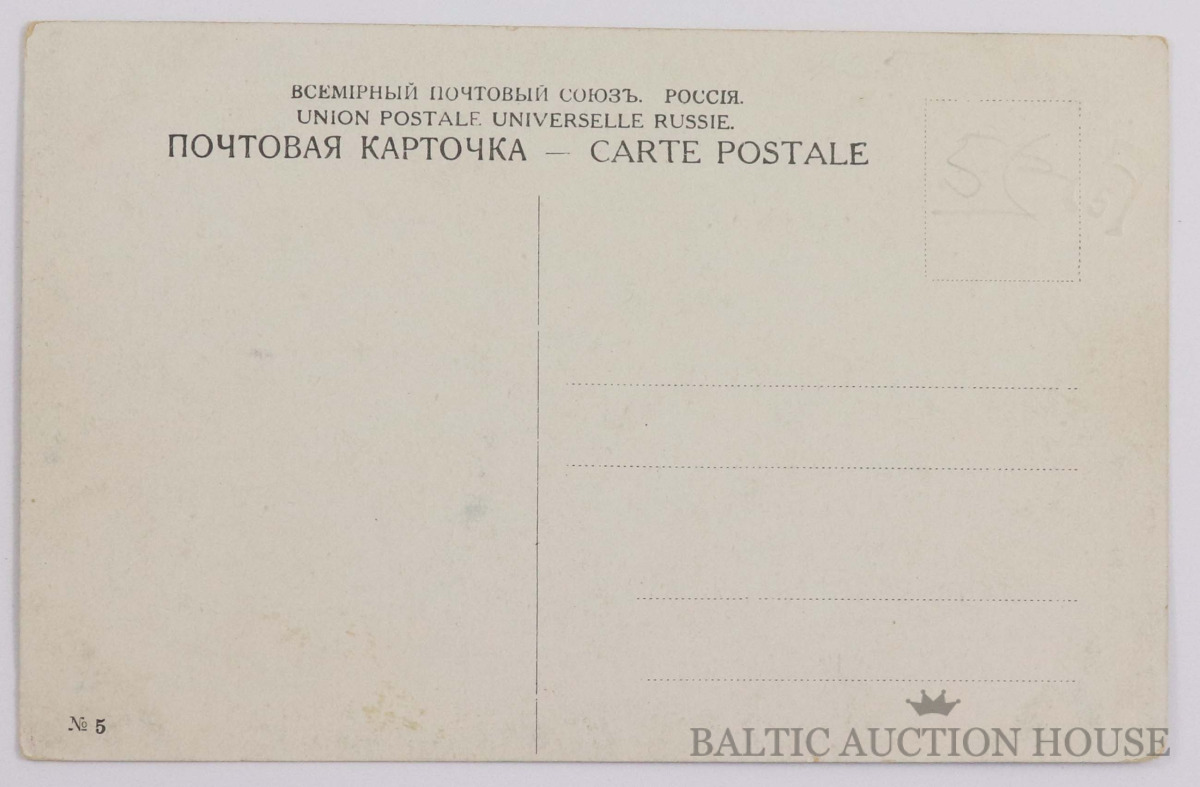 ВСЕМІРНЫЙ ПОЧТОВЫЙ СОЮЗЪ. РОССІЯ.
UNION POSTALE UNIVERSELLE RUSSIE.
ПОЧТОВАЯ КАРТОЧКА — CARTE POSTALE
№ 5
BALTIC AUCTION HOUSE